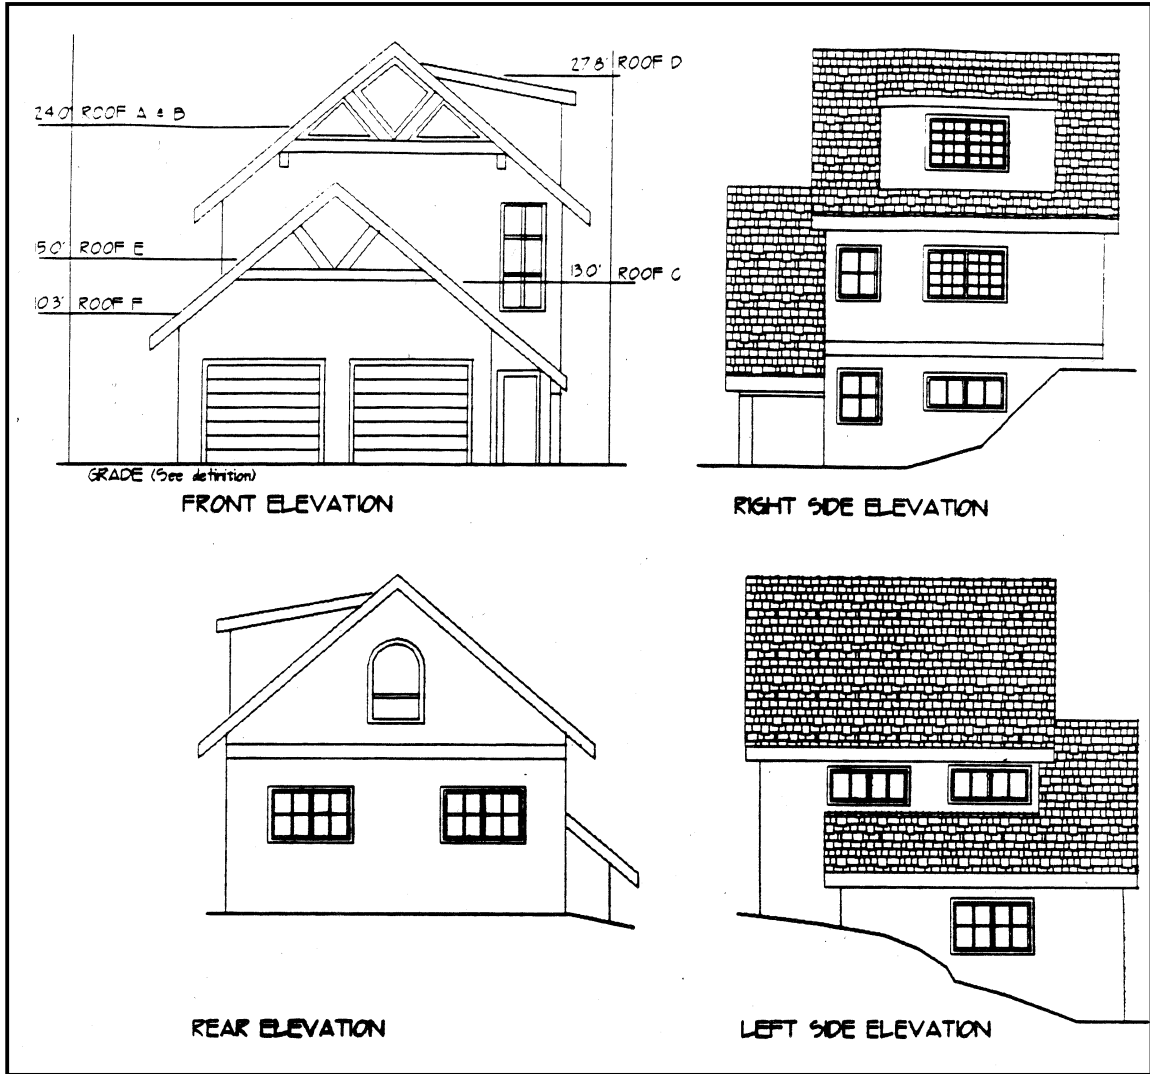 27.8' ROOF D
24.0' ROOF A & B
15.0' ROOF E
13.0' ROOF C
10.3' ROOF F
GRADE (See definition)
FRONT ELEVATION
RIGHT SIDE ELEVATION
REAR ELEVATION
LEFT SIDE ELEVATION